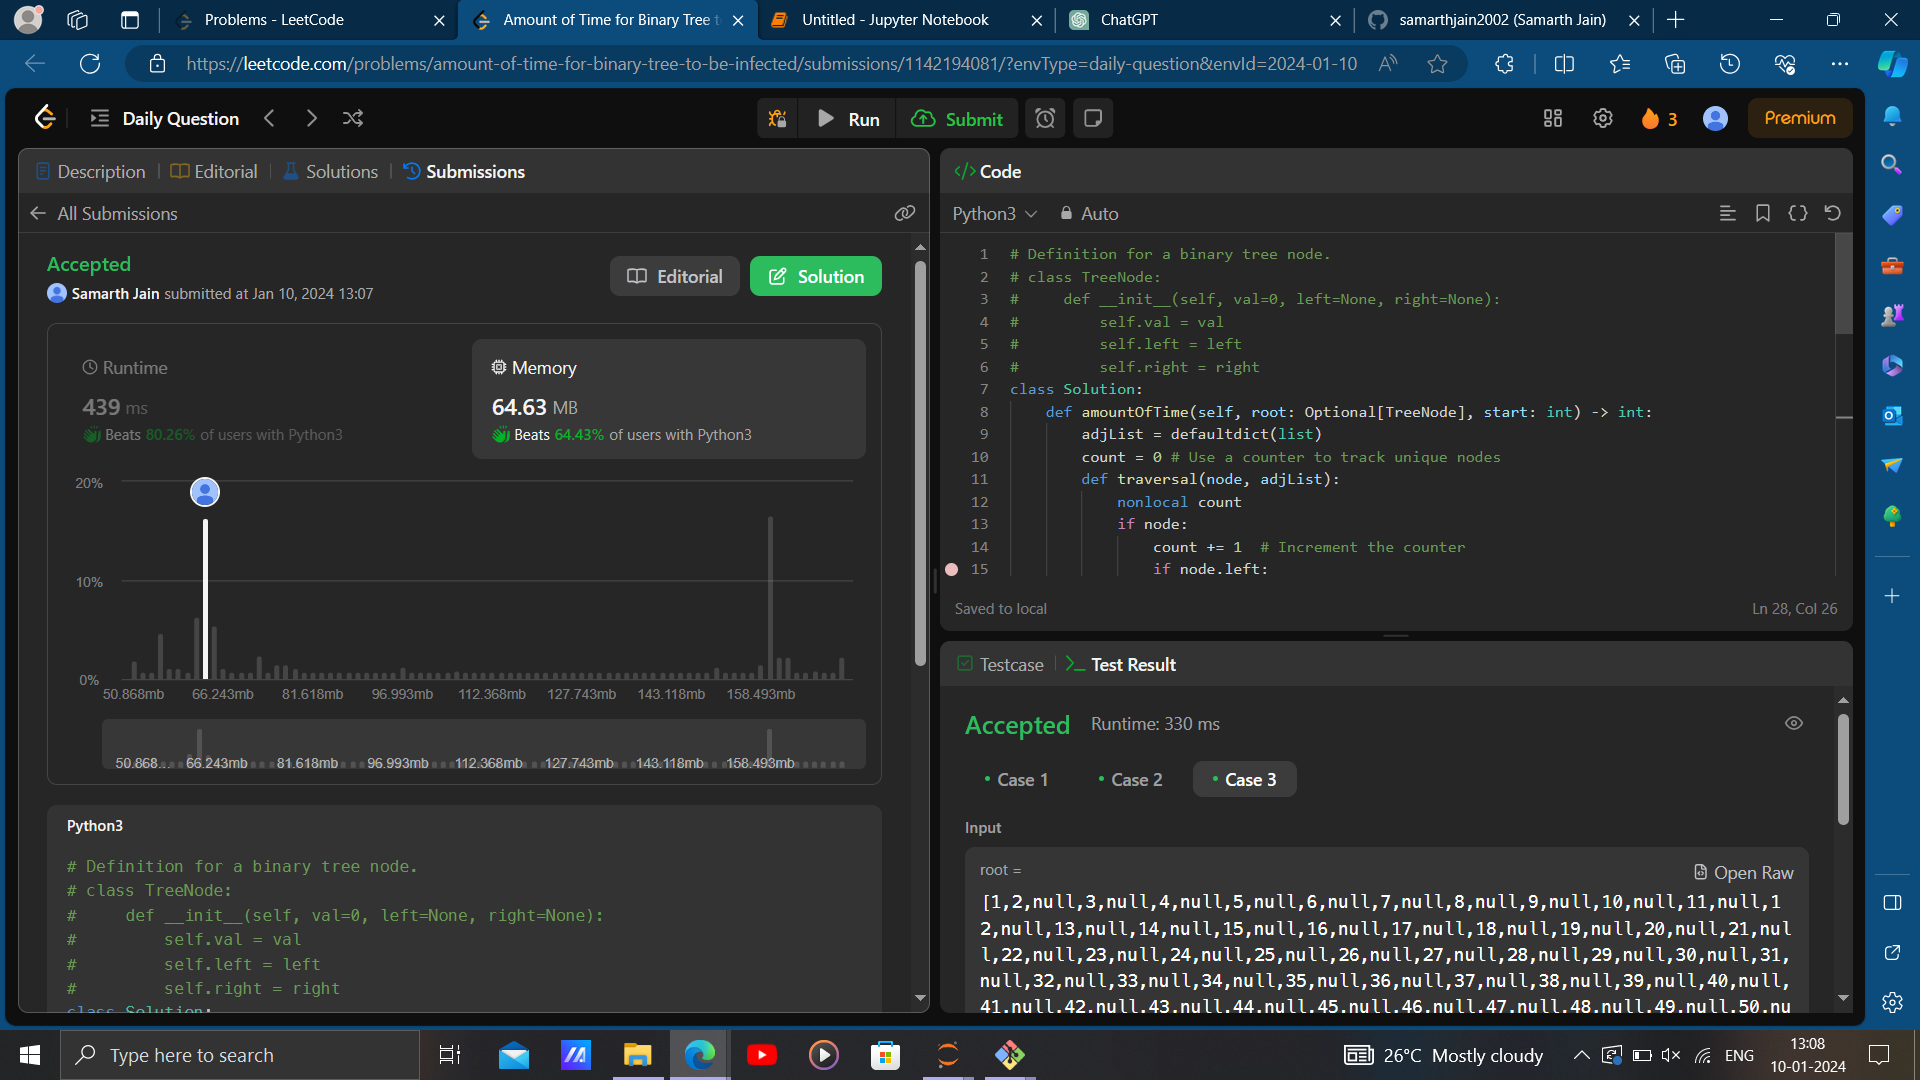 Problems - LeetCode
Amount of Time for Binary Tree t
Untitled - Jupyter Notebook
ChatGPT
samarthjain2002 (Samarth Jain)
https://leetcode.com/problems/amount-of-time-for-binary-tree-to-be-infected/submissions/1142194081/?envType=daily-question&envId=2024-01-10
Daily Question
Run
Submit
3
Premium
Description
Editorial
Solutions
Submissions
All Submissions
Accepted
Samarth Jain submitted at Jan 10, 2024 13:07
Editorial
Solution
Runtime
439 ms
Beats 80.26% of users with Python3
Memory
64.63 MB
Beats 64.43% of users with Python3
20%
10%
0%
50.868mb 66.243mb 81.618mb 96.993mb 112.368mb 127.743mb 143.118mb 158.493mb
50.868... 66.243mb 81.618mb 96.993mb 112.368mb 127.743mb 143.118mb 158.493mb
Python3
# Definition for a binary tree node.
# class TreeNode:
#     def __init__(self, val=0, left=None, right=None):
#         self.val = val
#         self.left = left
#         self.right = right
class Solution:
</> Code
Python3
Auto
1 # Definition for a binary tree node.
2 # class TreeNode:
3 #     def __init__(self, val=0, left=None, right=None):
4 #         self.val = val
5 #         self.left = left
6 #         self.right = right
7 class Solution:
8     def amountOfTime(self, root: Optional[TreeNode], start: int) -> int:
9         adjList = defaultdict(list)
10         count = 0 # Use a counter to track unique nodes
11         def traversal(node, adjList):
12             nonlocal count
13             if node:
14                 count += 1  # Increment the counter
15                 if node.left:
Saved to local
Ln 28, Col 26
Testcase
Test Result
Accepted
Runtime: 330 ms
Case 1
Case 2
Case 3
Input
root =
Open Raw
[1,2,null,3,null,4,null,5,null,6,null,7,null,8,null,9,null,10,null,11,null,1
2,null,13,null,14,null,15,null,16,null,17,null,18,null,19,null,20,null,21,nul
l,22,null,23,null,24,null,25,null,26,null,27,null,28,null,29,null,30,null,31,
null,32,null,33,null,34,null,35,null,36,null,37,null,38,null,39,null,40,null,
41,null,42,null,43,null,44,null,45,null,46,null,47,null,48,null,49,null,50,nu
Type here to search
26°C Mostly cloudy
ENG
13:08
10-01-2024